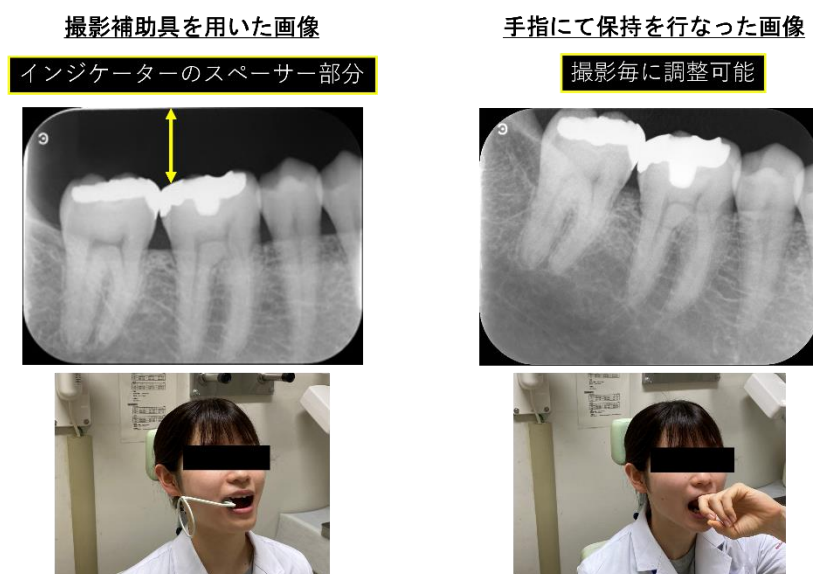 撮影補助具を用いた画像
手指にて保持を行なった画像
インジケーターのスペーサー部分
撮影毎に調整可能